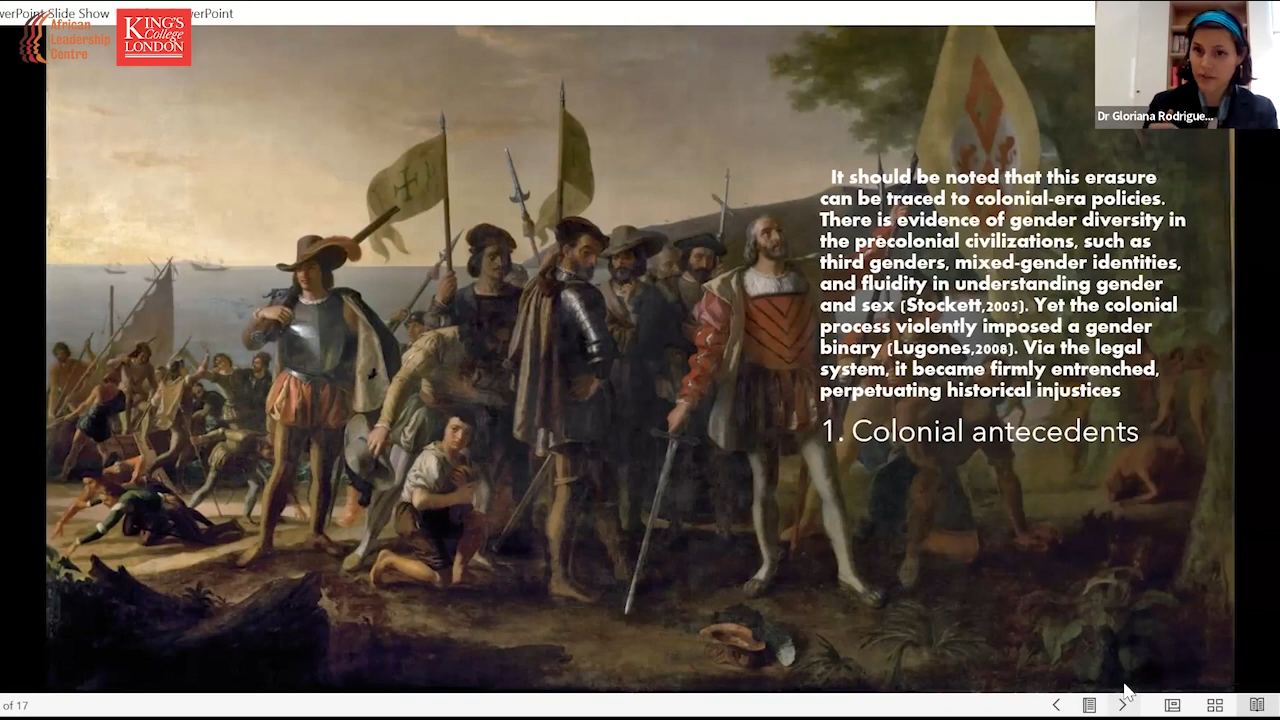 werPoint Slide Show
werPoint
African
Leadership
Centre
KING'S
College
LONDON
Dr Gloriana Rodrigue...
It should be noted that this erasure
can be traced to colonial-era policies.
There is evidence of gender diversity in
the precolonial civilizations, such as
third genders, mixed-gender identities,
and fluidity in understanding gender
and sex (Stockett,2005). Yet the colonial
process violently imposed a gender
binary (Lugones,2008). Via the legal
system, it became firmly entrenched,
perpetuating historical injustices
1. Colonial antecedents
of 17